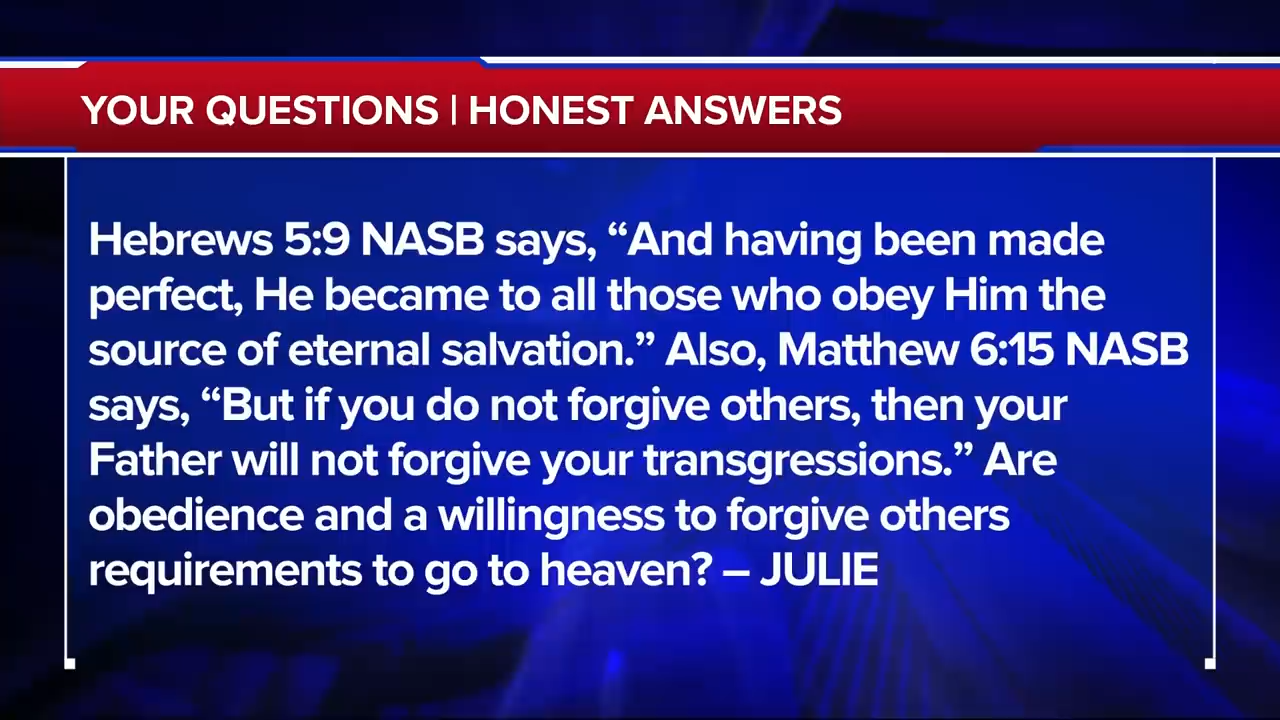 YOUR QUESTIONS | HONEST ANSWERS
Hebrews 5:9 NASB says, “And having been made
perfect, He became to all those who obey Him the
source of eternal salvation.” Also, Matthew 6:15 NASB
says, “But if you do not forgive others, then your
Father will not forgive your transgressions.” Are
obedience and a willingness to forgive others
requirements to go to heaven? – JULIE